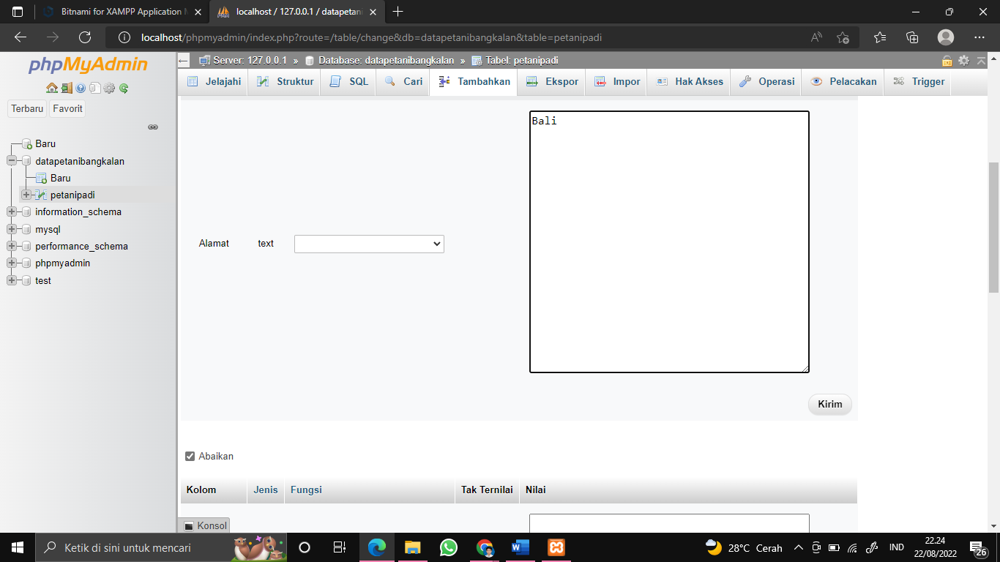 Bitnami for XAMPP Application M
localhost / 127.0.0.1 / datapetani
localhost/phpmyadmin/index.php?route=/table/change&db=datapetanibangkalan&table=petanipadi
phpMyAdmin
Terbaru Favorit
Baru
datapetanibangkalan
Baru
petanipadi
information_schema
mysql
performance_schema
phpmyadmin
test
Server: 127.0.0.1 » Database: datapetanibangkalan » Tabel: petanipadi
Jelajahi Struktur SQL Cari Tambahkan Ekspor Impor Hak Akses Operasi Pelacakan Trigger
Bali
Alamat text
Kirim
Abaikan
Kolom Jenis Fungsi Tak Ternilai Nilai
Konsol
Ketik di sini untuk mencari
28°C Cerah
IND
22.24
22/08/2022
26